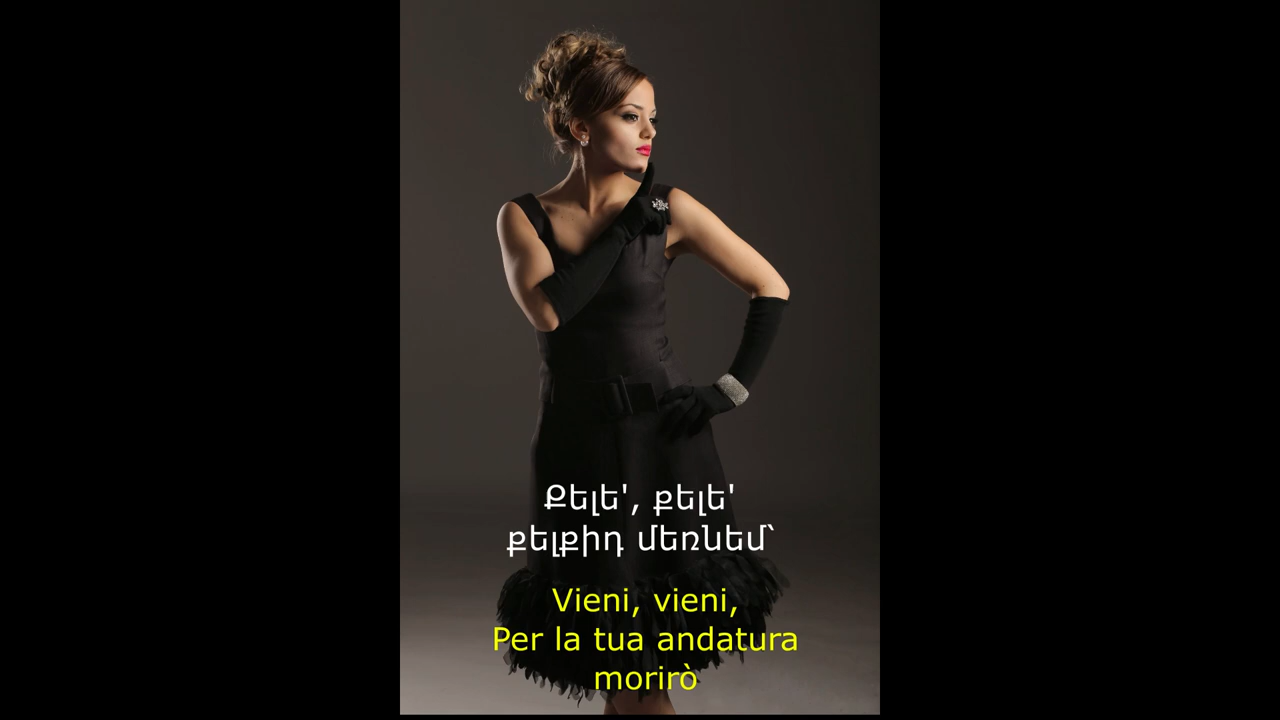 Քելե', քելե'
քելքիդ մեռնեմ՝
Vieni, vieni,
Per la tua andatura
morirò